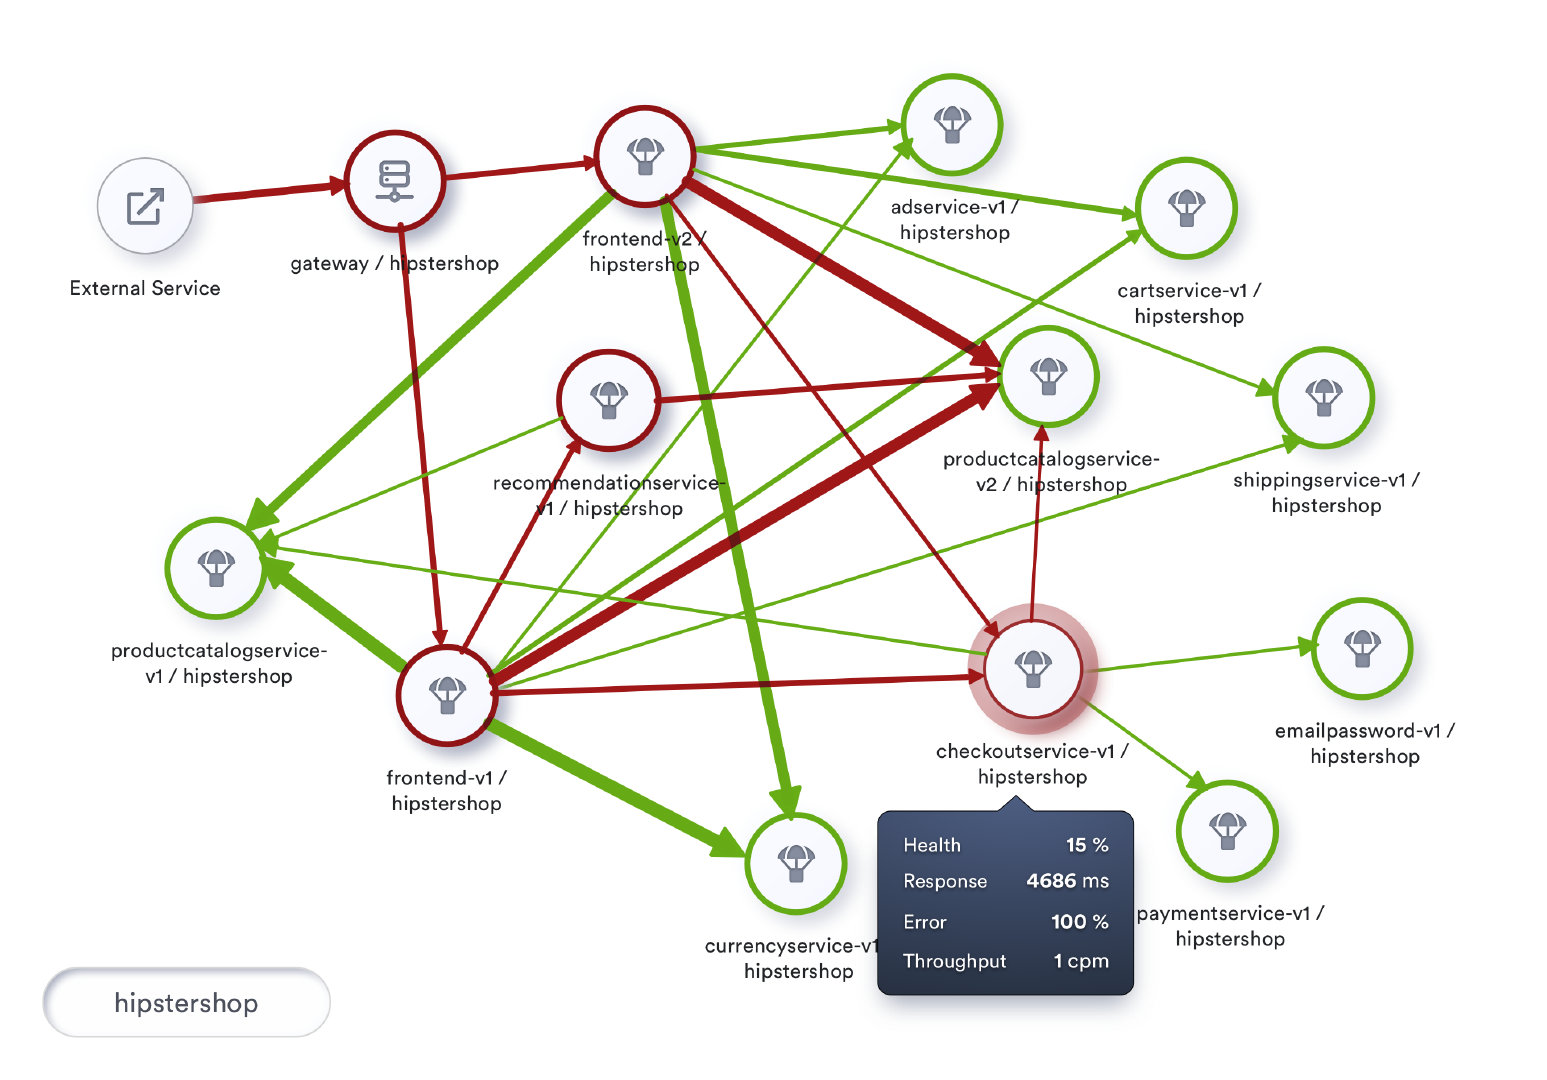 adservice-v1 /
hipstershop
frontend-v2 /
hipstershop
gateway / hipstershop
External Service
cartservice-v1 /
hipstershop
productcatalogservice-
v2 / hipstershop
shippingservice-v1 /
hipstershop
recommendationservice-
v1 / hipstershop
productcatalogservice-
v1 / hipstershop
emailpassword-v1 /
hipstershop
checkoutservice-v1 /
hipstershop
frontend-v1 /
hipstershop
Health 15 %
Response 4686 ms
Error 100 %
Throughput 1 cpm
paymentservice-v1 /
hipstershop
currencyservice-v1
hipstershop
hipstershop